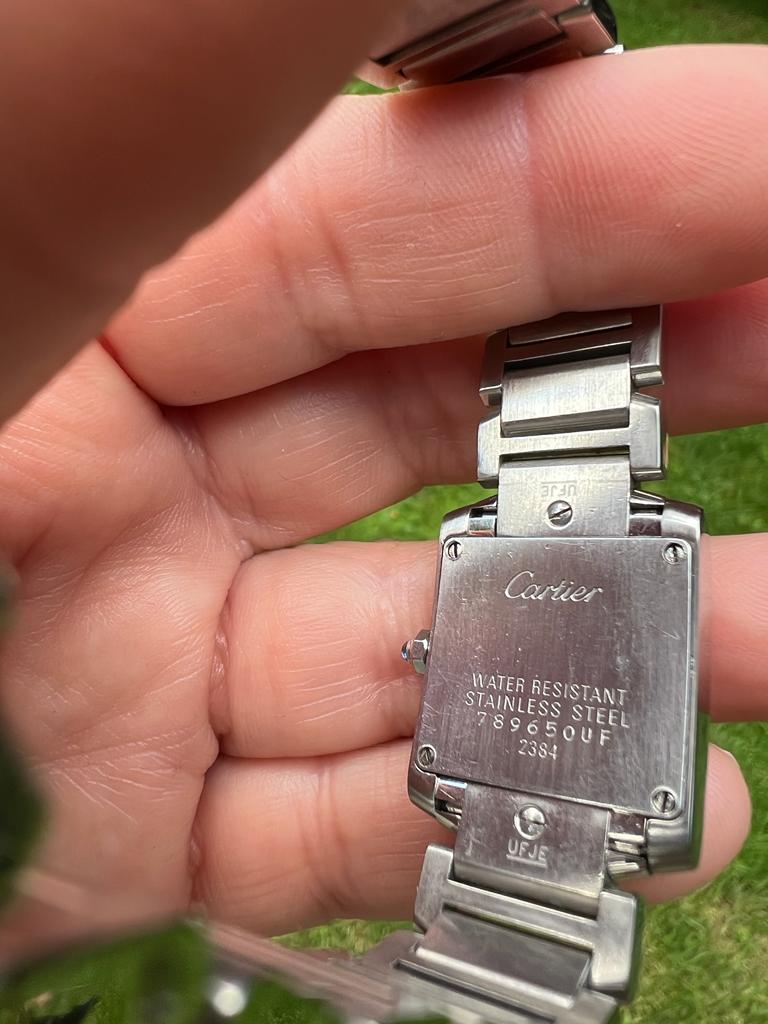 UFJE
Cartier
WATER RESISTANT
STAINLESS STEEL
789650UF
2384
UFJE